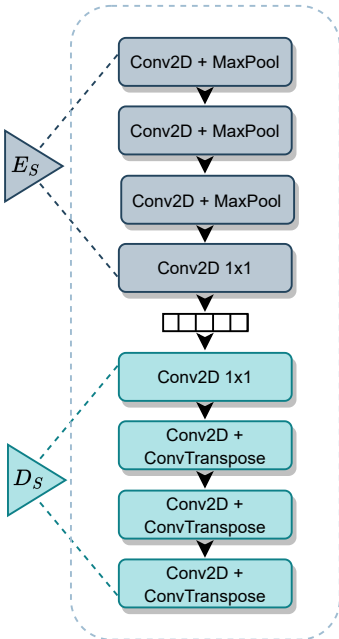 Conv2D + MaxPool
Conv2D + MaxPool
E_S
Conv2D + MaxPool
Conv2D 1x1
Conv2D 1x1
Conv2D +
ConvTranspose
D_S
Conv2D +
ConvTranspose
Conv2D +
ConvTranspose